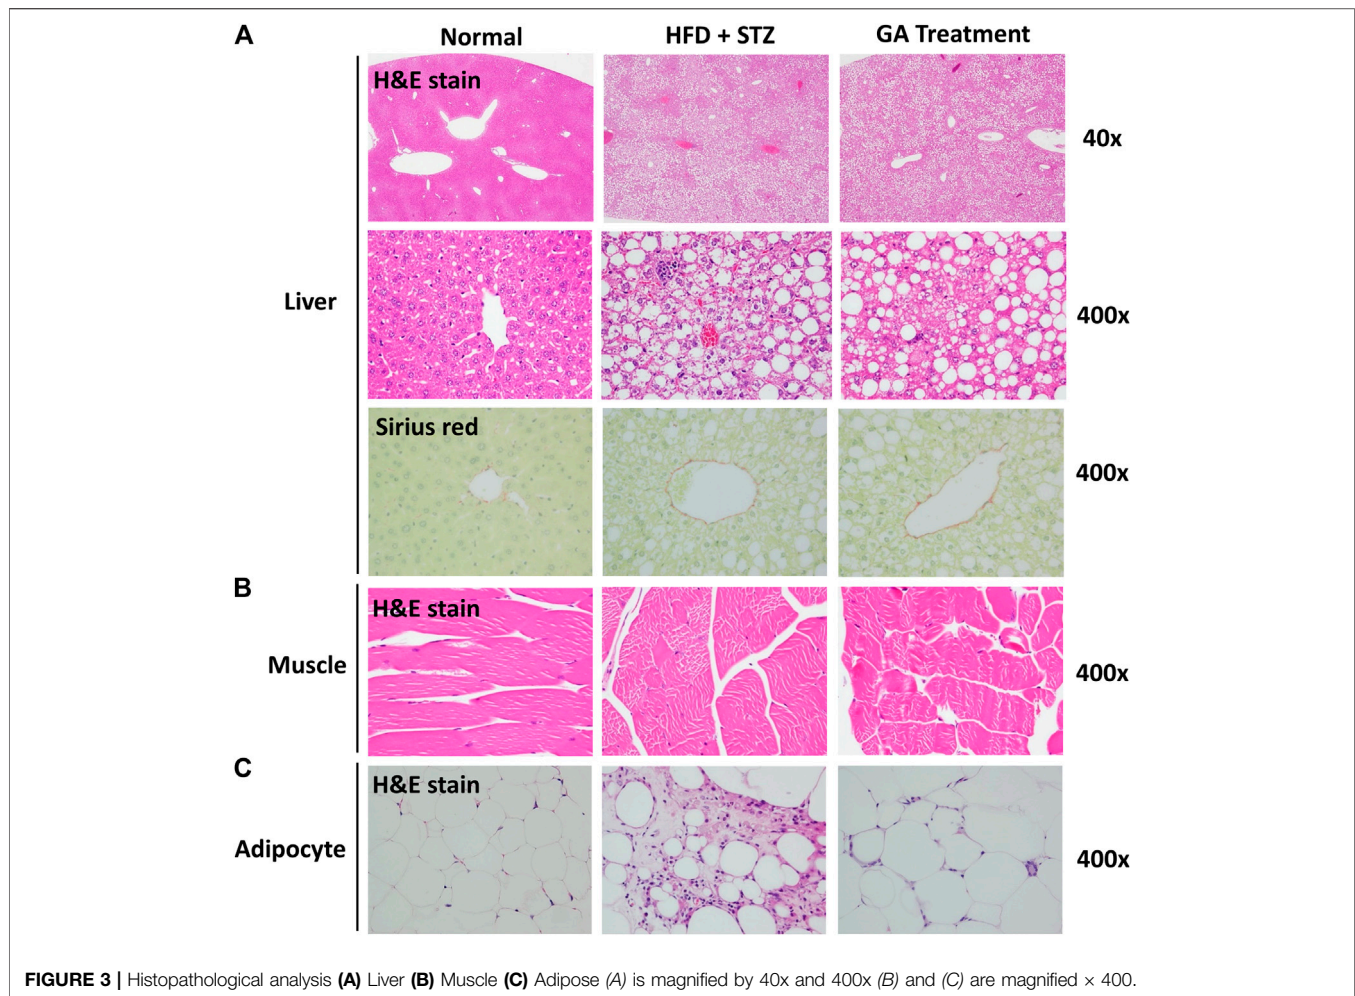 A
Normal
HFD + STZ
GA Treatment
H&E stain
40x
Liver
400x
Sirius red
400x
B
H&E stain
Muscle
400x
C
H&E stain
Adipocyte
400x
FIGURE 3 | Histopathological analysis (A) Liver (B) Muscle (C) Adipose (A) is magnified by 40x and 400x (B) and (C) are magnified × 400.